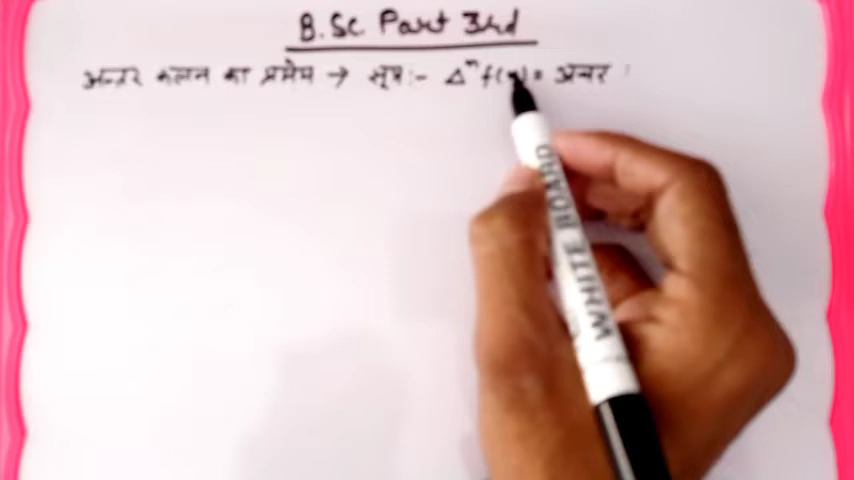 B.Sc Part 3rd
अन्तर कलन का प्रमेय → सूत्र:- Δⁿ f(x) = अचर
WHITE BOARD